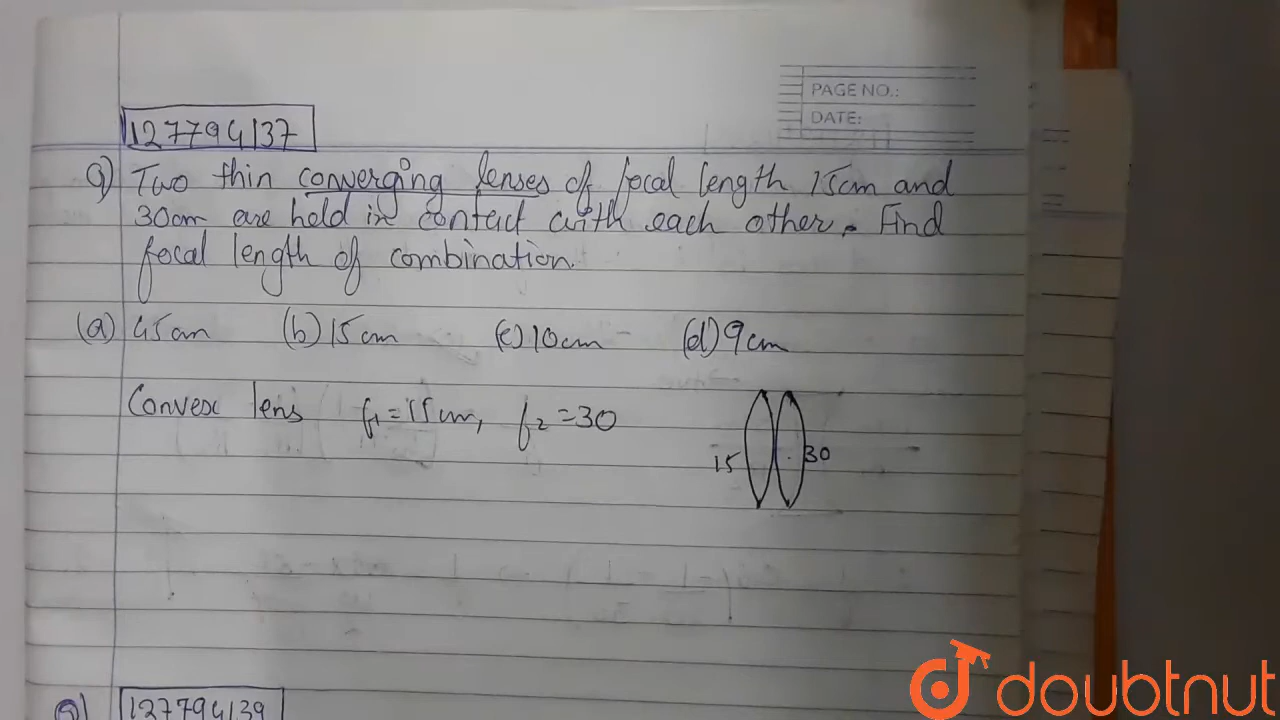 PAGE NO.:
DATE:
127794137
Q) Two thin converging lenses of focal length 15cm and
30cm are held in contact with each other. Find
focal length of combination.
(a) 45cm (b) 15cm (c) 10cm (d) 9cm
Convex lens f1 = 15cm, f2 = 30
15 30
Q) 127794139
doubtnut